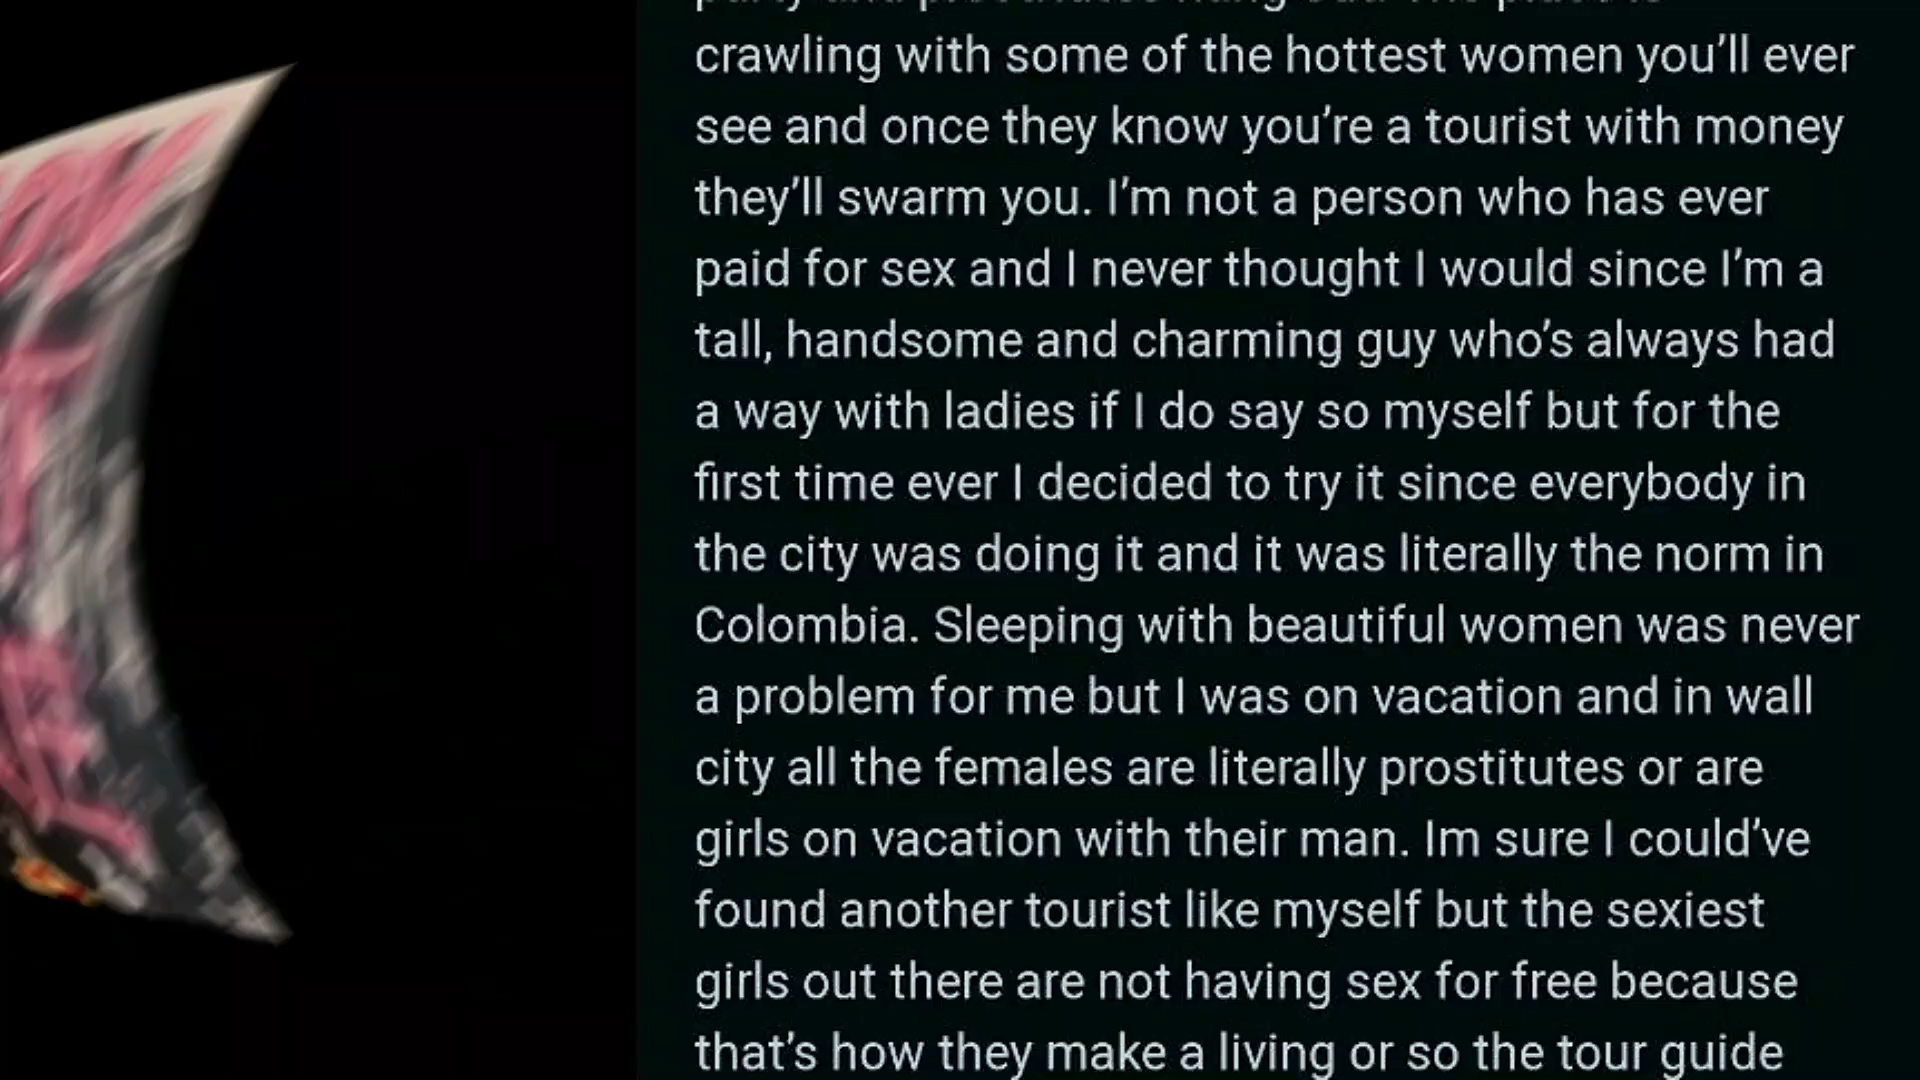 crawling with some of the hottest women you’ll ever
see and once they know you’re a tourist with money
they’ll swarm you. I’m not a person who has ever
paid for sex and I never thought I would since I’m a
tall, handsome and charming guy who’s always had
a way with ladies if I do say so myself but for the
first time ever I decided to try it since everybody in
the city was doing it and it was literally the norm in
Colombia. Sleeping with beautiful women was never
a problem for me but I was on vacation and in wall
city all the females are literally prostitutes or are
girls on vacation with their man. Im sure I could’ve
found another tourist like myself but the sexiest
girls out there are not having sex for free because
that’s how they make a living or so the tour guide